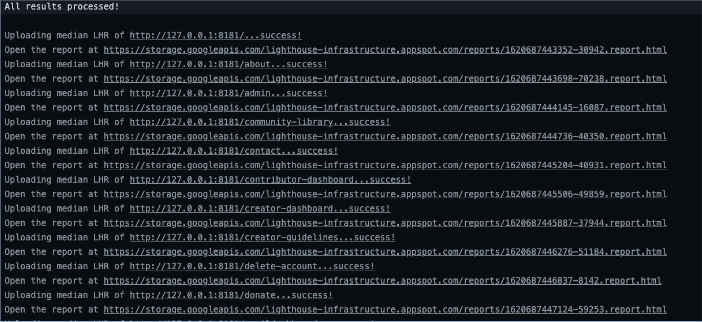 All results processed!
Uploading median LHR of http://127.0.0.1:8181/...success!
Open the report at https://storage.googleapis.com/lighthouse-infrastructure.appspot.com/reports/1620687443352-30942.report.html
Uploading median LHR of http://127.0.0.1:8181/about...success!
Open the report at https://storage.googleapis.com/lighthouse-infrastructure.appspot.com/reports/1620687443698-70238.report.html
Uploading median LHR of http://127.0.0.1:8181/admin...success!
Open the report at https://storage.googleapis.com/lighthouse-infrastructure.appspot.com/reports/1620687444145-16087.report.html
Uploading median LHR of http://127.0.0.1:8181/community-library...success!
Open the report at https://storage.googleapis.com/lighthouse-infrastructure.appspot.com/reports/1620687444736-40350.report.html
Uploading median LHR of http://127.0.0.1:8181/contact...success!
Open the report at https://storage.googleapis.com/lighthouse-infrastructure.appspot.com/reports/1620687445204-40931.report.html
Uploading median LHR of http://127.0.0.1:8181/contributor-dashboard...success!
Open the report at https://storage.googleapis.com/lighthouse-infrastructure.appspot.com/reports/1620687445506-49859.report.html
Uploading median LHR of http://127.0.0.1:8181/creator-dashboard...success!
Open the report at https://storage.googleapis.com/lighthouse-infrastructure.appspot.com/reports/1620687445887-37944.report.html
Uploading median LHR of http://127.0.0.1:8181/creator-guidelines...success!
Open the report at https://storage.googleapis.com/lighthouse-infrastructure.appspot.com/reports/1620687446276-51184.report.html
Uploading median LHR of http://127.0.0.1:8181/delete-account...success!
Open the report at https://storage.googleapis.com/lighthouse-infrastructure.appspot.com/reports/1620687446837-8142.report.html
Uploading median LHR of http://127.0.0.1:8181/donate...success!
Open the report at https://storage.googleapis.com/lighthouse-infrastructure.appspot.com/reports/1620687447124-59253.report.html